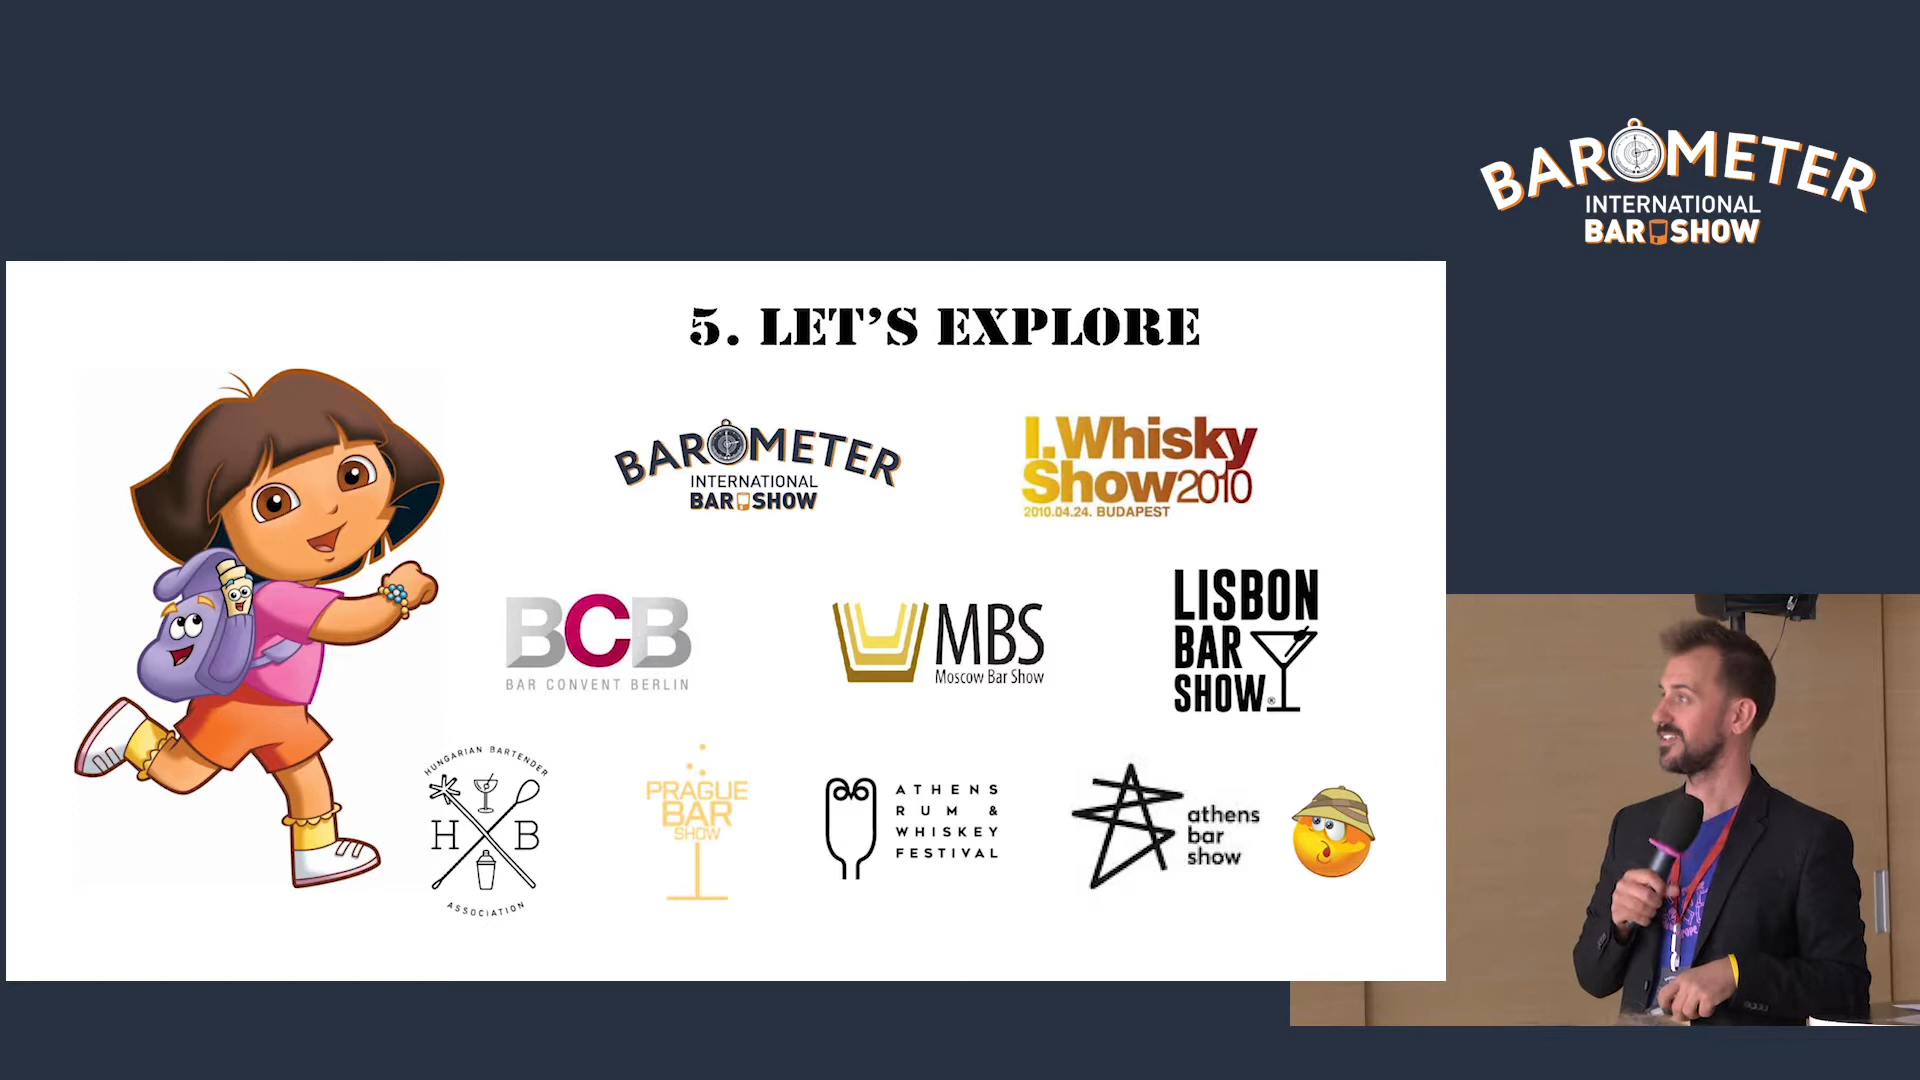 BAROMETER
INTERNATIONAL
BAR SHOW
5. LET'S EXPLORE
BAROMETER
INTERNATIONAL
BAR SHOW
I.Whisky
Show2010
2010.04.24. BUDAPEST
BCB
BAR CONVENT BERLIN
MBS
Moscow Bar Show
LISBON
BAR
SHOW®
HUNGARIAN BARTENDER
H B
ASSOCIATION
PRAGUE
BAR
SHOW
ATHENS
RUM &
WHISKEY
FESTIVAL
athens
bar
show